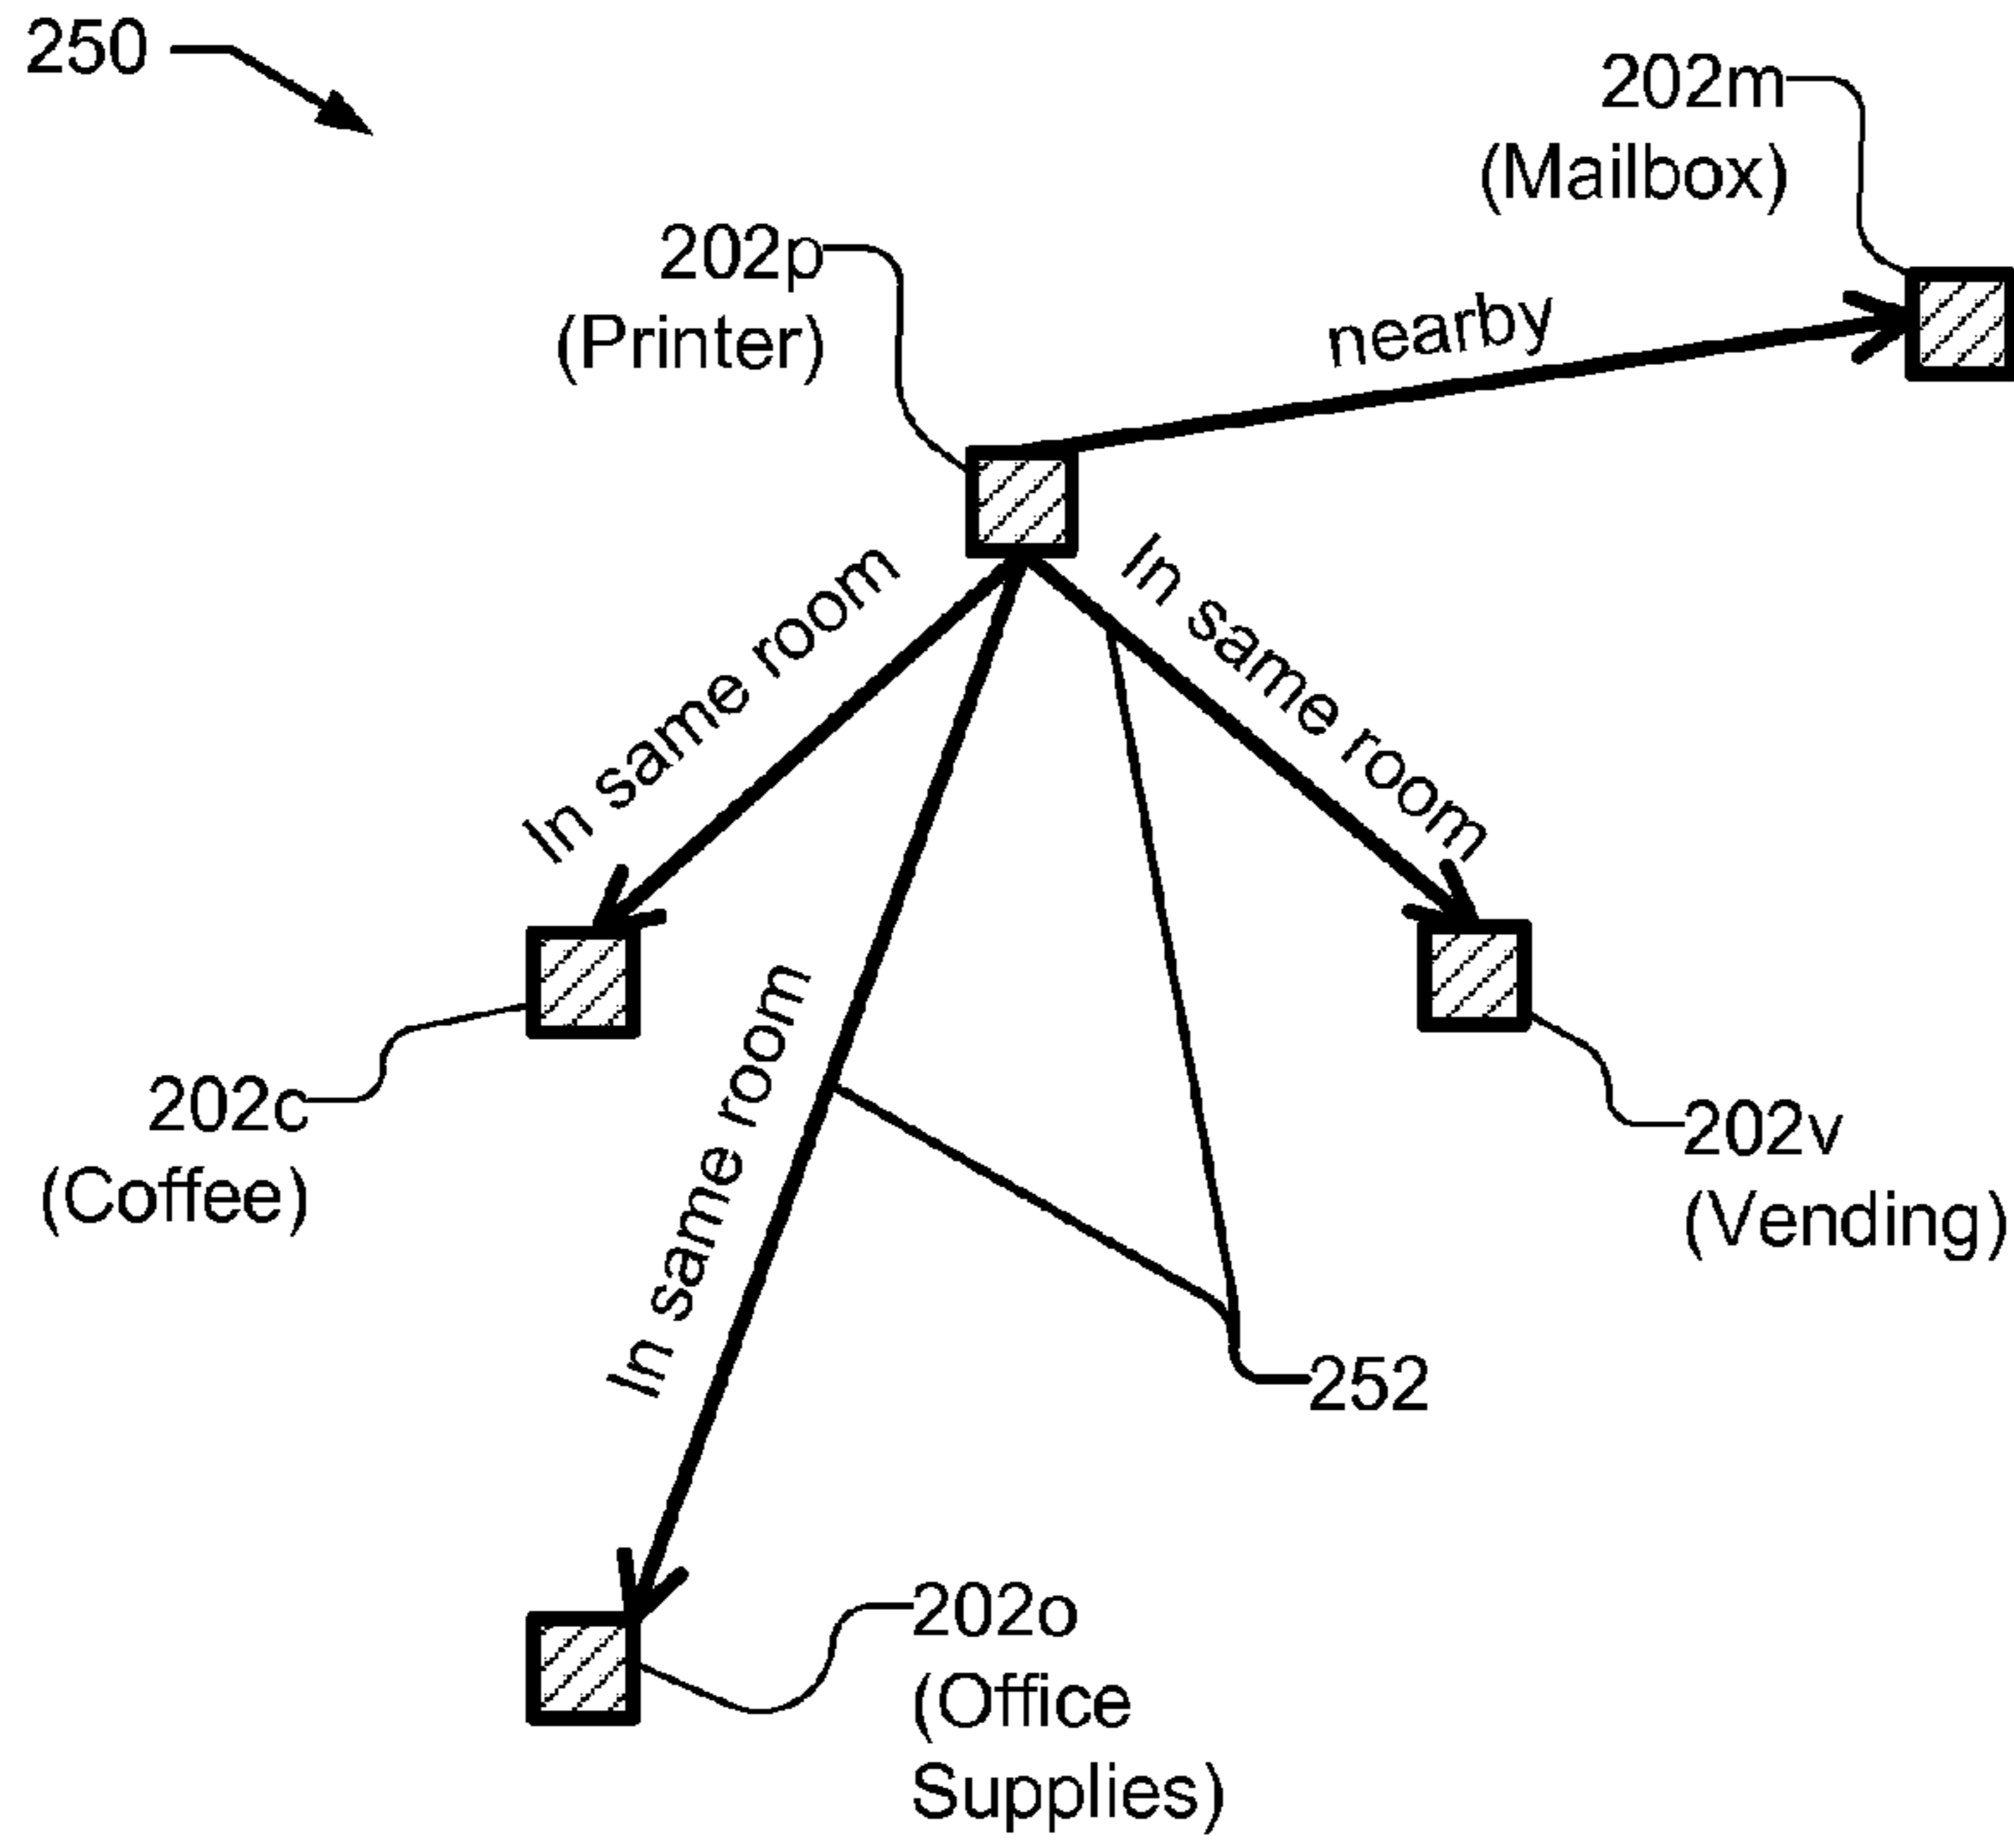 250
202m
(Mailbox)
202p
(Printer)
nearby
In same room
In same room
In same room
202c
(Coffee)
202v
(Vending)
252
202o
(Office
Supplies)